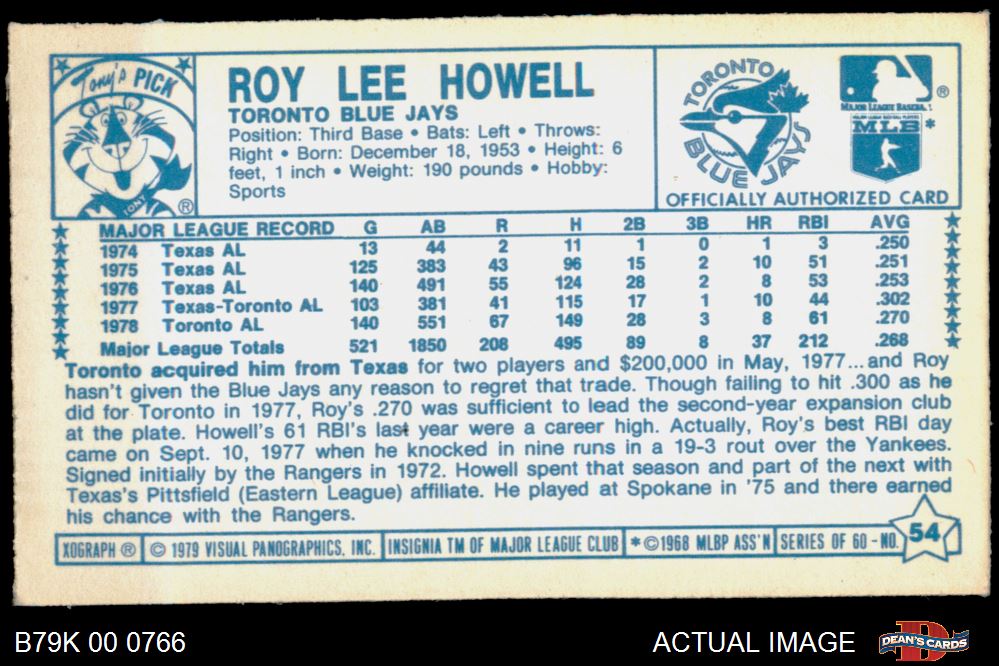 Tony's PICK
TONY
®
ROY LEE HOWELL
TORONTO BLUE JAYS
Position: Third Base • Bats: Left • Throws:
Right • Born: December 18, 1953 • Height: 6
feet, 1 inch • Weight: 190 pounds • Hobby:
Sports
TORONTO
BLUE JAYS
®
MAJOR LEAGUE BASEBALL
MAJOR LEAGUE BASEBALL PLAYERS
MLB *
OFFICIALLY AUTHORIZED CARD
MAJOR LEAGUE RECORD G AB R H 2B 3B HR RBI AVG
1974 Texas AL 13 44 2 11 1 0 1 3 .250
1975 Texas AL 125 383 43 96 15 2 10 51 .251
1976 Texas AL 140 491 55 124 28 2 8 53 .253
1977 Texas-Toronto AL 103 381 41 115 17 1 10 44 .302
1978 Toronto AL 140 551 67 149 28 3 8 61 .270
Major League Totals 521 1850 208 495 89 8 37 212 .268
Toronto acquired him from Texas for two players and $200,000 in May, 1977...and Roy
hasn't given the Blue Jays any reason to regret that trade. Though failing to hit .300 as he
did for Toronto in 1977, Roy's .270 was sufficient to lead the second-year expansion club
at the plate. Howell's 61 RBI's last year were a career high. Actually, Roy's best RBI day
came on Sept. 10, 1977 when he knocked in nine runs in a 19-3 rout over the Yankees.
Signed initially by the Rangers in 1972. Howell spent that season and part of the next with
Texas's Pittsfield (Eastern League) affiliate. He played at Spokane in '75 and there earned
his chance with the Rangers.
XOGRAPH ® © 1979 VISUAL PANOGRAPHICS, INC. INSIGNIA TM OF MAJOR LEAGUE CLUB * ©1968 MLBP ASS'N SERIES OF 60 - NO. 54
B79K 00 0766
ACTUAL IMAGE
DEAN'S CARDS